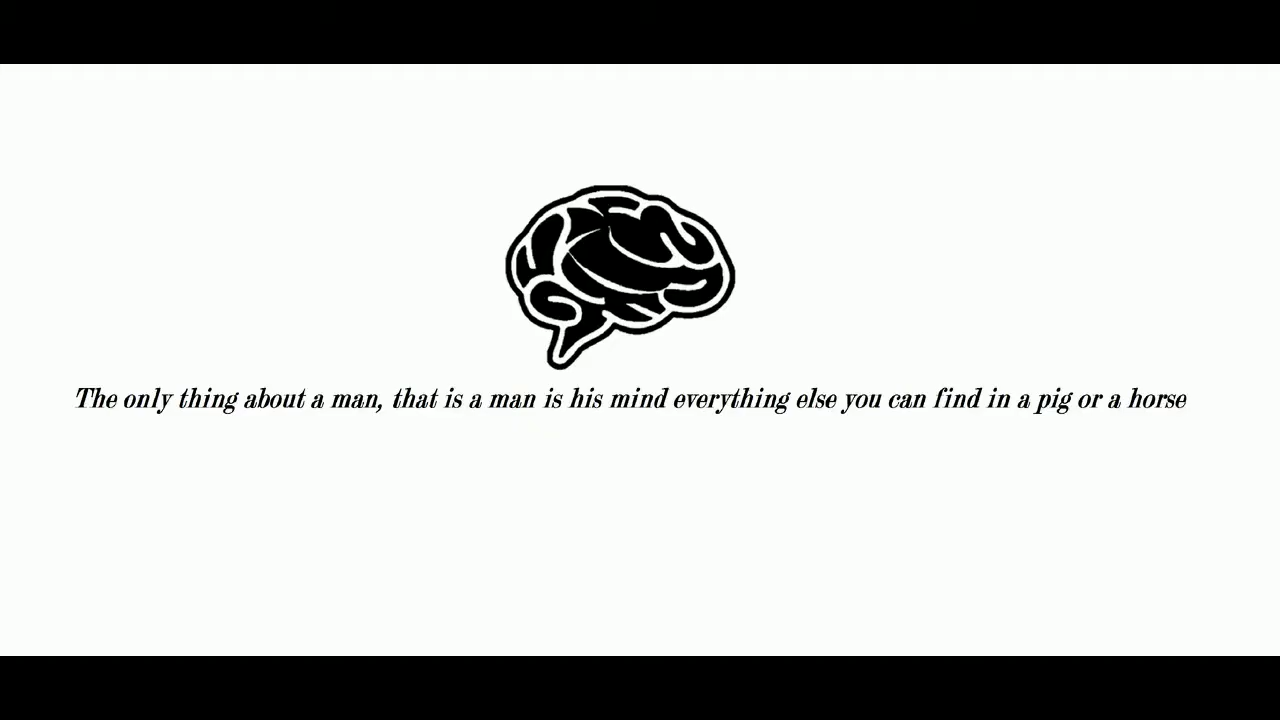 The only thing about a man, that is a man is his mind everything else you can find in a pig or a horse